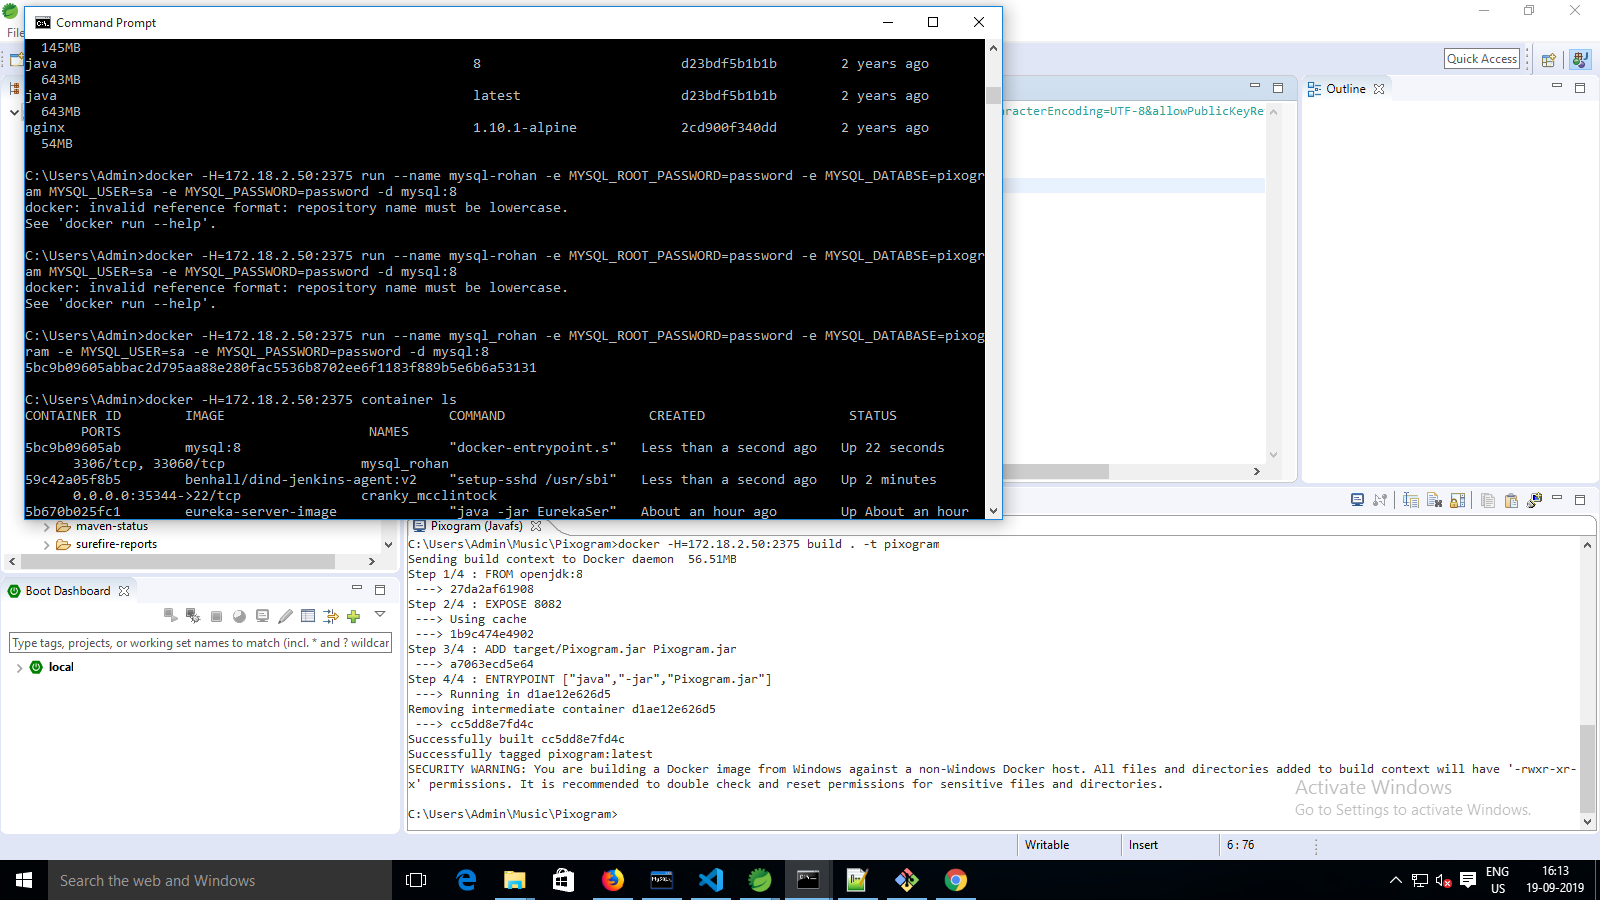 Command Prompt
File
145MB
java 8 d23bdf5b1b1b 2 years ago
643MB
java latest d23bdf5b1b1b 2 years ago
643MB
nginx 1.10.1-alpine 2cd900f340dd 2 years ago
54MB
C:\Users\Admin>docker -H=172.18.2.50:2375 run --name mysql-rohan -e MYSQL_ROOT_PASSWORD=password -e MYSQL_DATABSE=pixogr
am MYSQL_USER=sa -e MYSQL_PASSWORD=password -d mysql:8
docker: invalid reference format: repository name must be lowercase.
See 'docker run --help'.
C:\Users\Admin>docker -H=172.18.2.50:2375 run --name mysql-rohan -e MYSQL_ROOT_PASSWORD=password -e MYSQL_DATABSE=pixogr
am MYSQL_USER=sa -e MYSQL_PASSWORD=password -d mysql:8
docker: invalid reference format: repository name must be lowercase.
See 'docker run --help'.
C:\Users\Admin>docker -H=172.18.2.50:2375 run --name mysql_rohan -e MYSQL_ROOT_PASSWORD=password -e MYSQL_DATABASE=pixog
ram -e MYSQL_USER=sa -e MYSQL_PASSWORD=password -d mysql:8
5bc9b09605abbac2d795aa88e280fac5536b8702ee6f1183f889b5e6b6a53131
C:\Users\Admin>docker -H=172.18.2.50:2375 container ls
CONTAINER ID IMAGE COMMAND CREATED STATUS
PORTS NAMES
5bc9b09605ab mysql:8 "docker-entrypoint.s" Less than a second ago Up 22 seconds
3306/tcp, 33060/tcp mysql_rohan
59c42a05f8b5 benhall/dind-jenkins-agent:v2 "setup-sshd /usr/sbi" Less than a second ago Up 2 minutes
0.0.0.0:35344->22/tcp cranky_mcclintock
5b670b025fc1 eureka-server-image "java -jar EurekaSer" About an hour ago Up About an hour
Quick Access
Outline
aracterEncoding=UTF-8&allowPublicKeyRe
maven-status
surefire-reports
Boot Dashboard
Type tags, projects, or working set names to match (incl. * and ? wildcar
local
Pixogram (Javafs)
C:\Users\Admin\Music\Pixogram>docker -H=172.18.2.50:2375 build . -t pixogram
Sending build context to Docker daemon 56.51MB
Step 1/4 : FROM openjdk:8
---> 27da2af61908
Step 2/4 : EXPOSE 8082
---> Using cache
---> 1b9c474e4902
Step 3/4 : ADD target/Pixogram.jar Pixogram.jar
---> a7063ecd5e64
Step 4/4 : ENTRYPOINT ["java","-jar","Pixogram.jar"]
---> Running in d1ae12e626d5
Removing intermediate container d1ae12e626d5
---> cc5dd8e7fd4c
Successfully built cc5dd8e7fd4c
Successfully tagged pixogram:latest
SECURITY WARNING: You are building a Docker image from Windows against a non-Windows Docker host. All files and directories added to build context will have '-rwxr-xr-
x' permissions. It is recommended to double check and reset permissions for sensitive files and directories.
C:\Users\Admin\Music\Pixogram>
Activate Windows
Go to Settings to activate Windows.
Writable Insert 6 : 76
Search the web and Windows
MySQL
ENG
US
16:13
19-09-2019